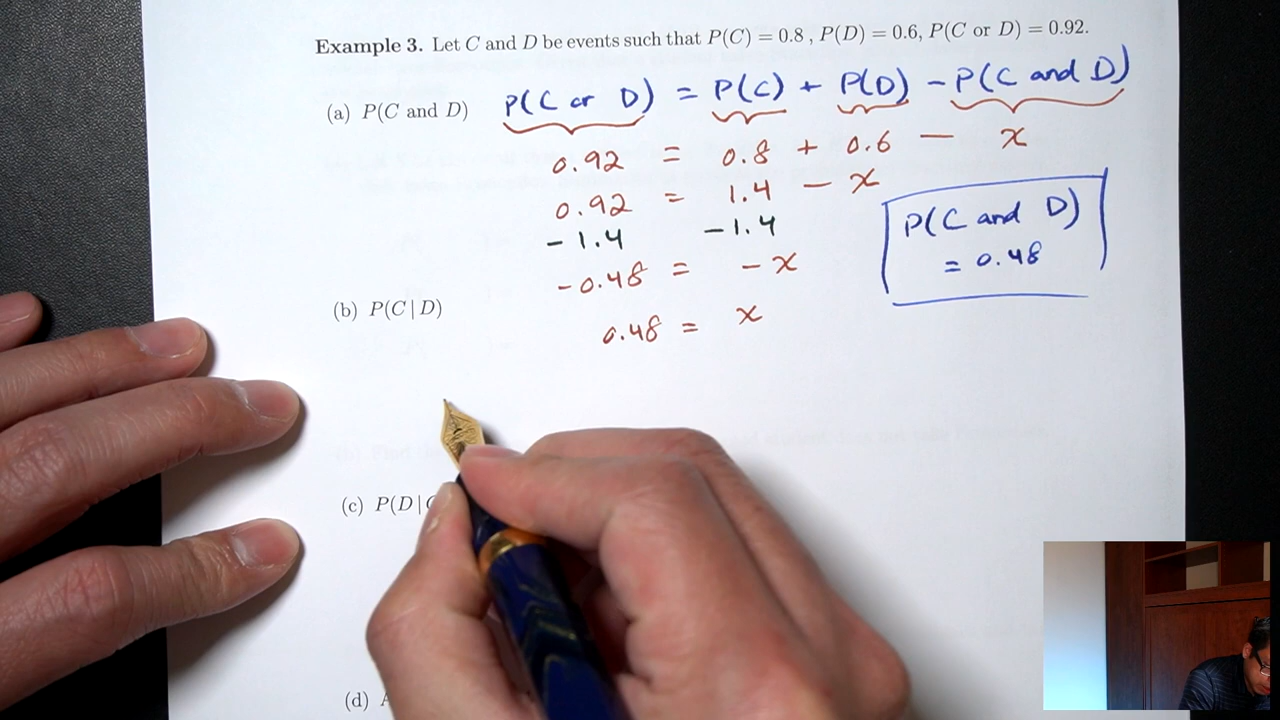 Example 3. Let C and D be events such that P(C) = 0.8 , P(D) = 0.6, P(C or D) = 0.92.
(a) P(C and D)
P(C or D) = P(C) + P(D) - P(C and D)
0.92 = 0.8 + 0.6 - x
0.92 = 1.4 - x
-1.4 -1.4
-0.48 = -x
0.48 = x
P(C and D)
= 0.48
(b) P(C | D)
(c) P(D |
(d)